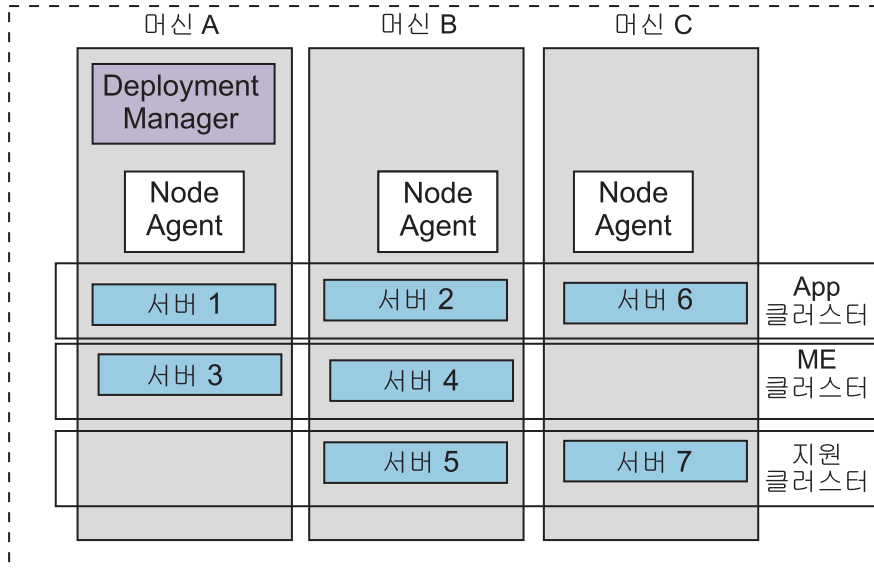 머신 A
머신 B
머신 C
Deployment
Manager
Node
Agent
Node
Agent
Node
Agent
서버 1
서버 2
서버 6
App
클러스터
서버 3
서버 4
ME
클러스터
서버 5
서버 7
지원
클러스터